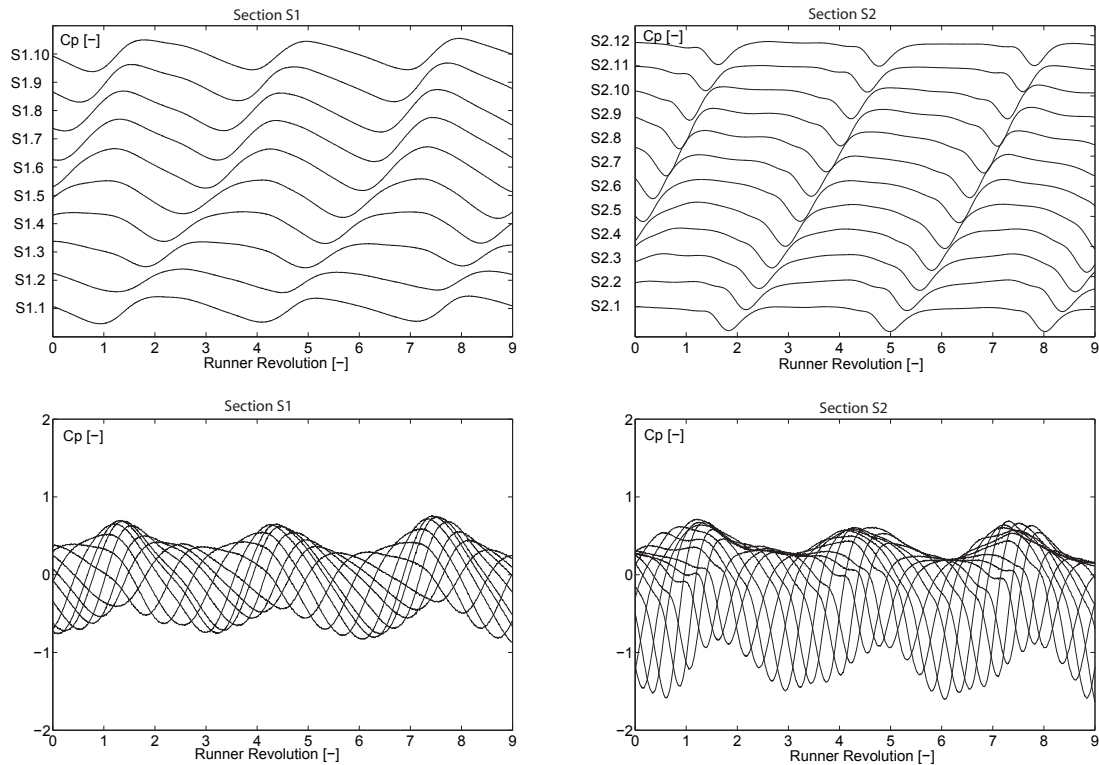 Section S1
Cp [−]
S1.10
S1.9
S1.8
S1.7
S1.6
S1.5
S1.4
S1.3
S1.2
S1.1
0 1 2 3 4 5 6 7 8 9
Runner Revolution [−]
Section S2
Cp [−]
S2.12
S2.11
S2.10
S2.9
S2.8
S2.7
S2.6
S2.5
S2.4
S2.3
S2.2
S2.1
0 1 2 3 4 5 6 7 8 9
Runner Revolution [−]
Section S1
Cp [−]
2
1
0
−1
−2
0 1 2 3 4 5 6 7 8 9
Runner Revolution [−]
Section S2
Cp [−]
2
1
0
−1
−2
0 1 2 3 4 5 6 7 8 9
Runner Revolution [−]